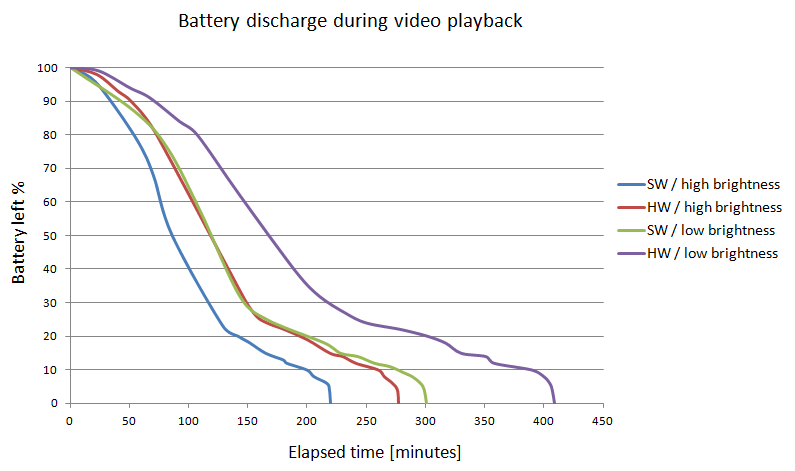 Battery discharge during video playback
100
90
80
70
60
50
40
30
20
10
0
Battery left %
0 50 100 150 200 250 300 350 400 450
Elapsed time [minutes]
SW / high brightness
HW / high brightness
SW / low brightness
HW / low brightness